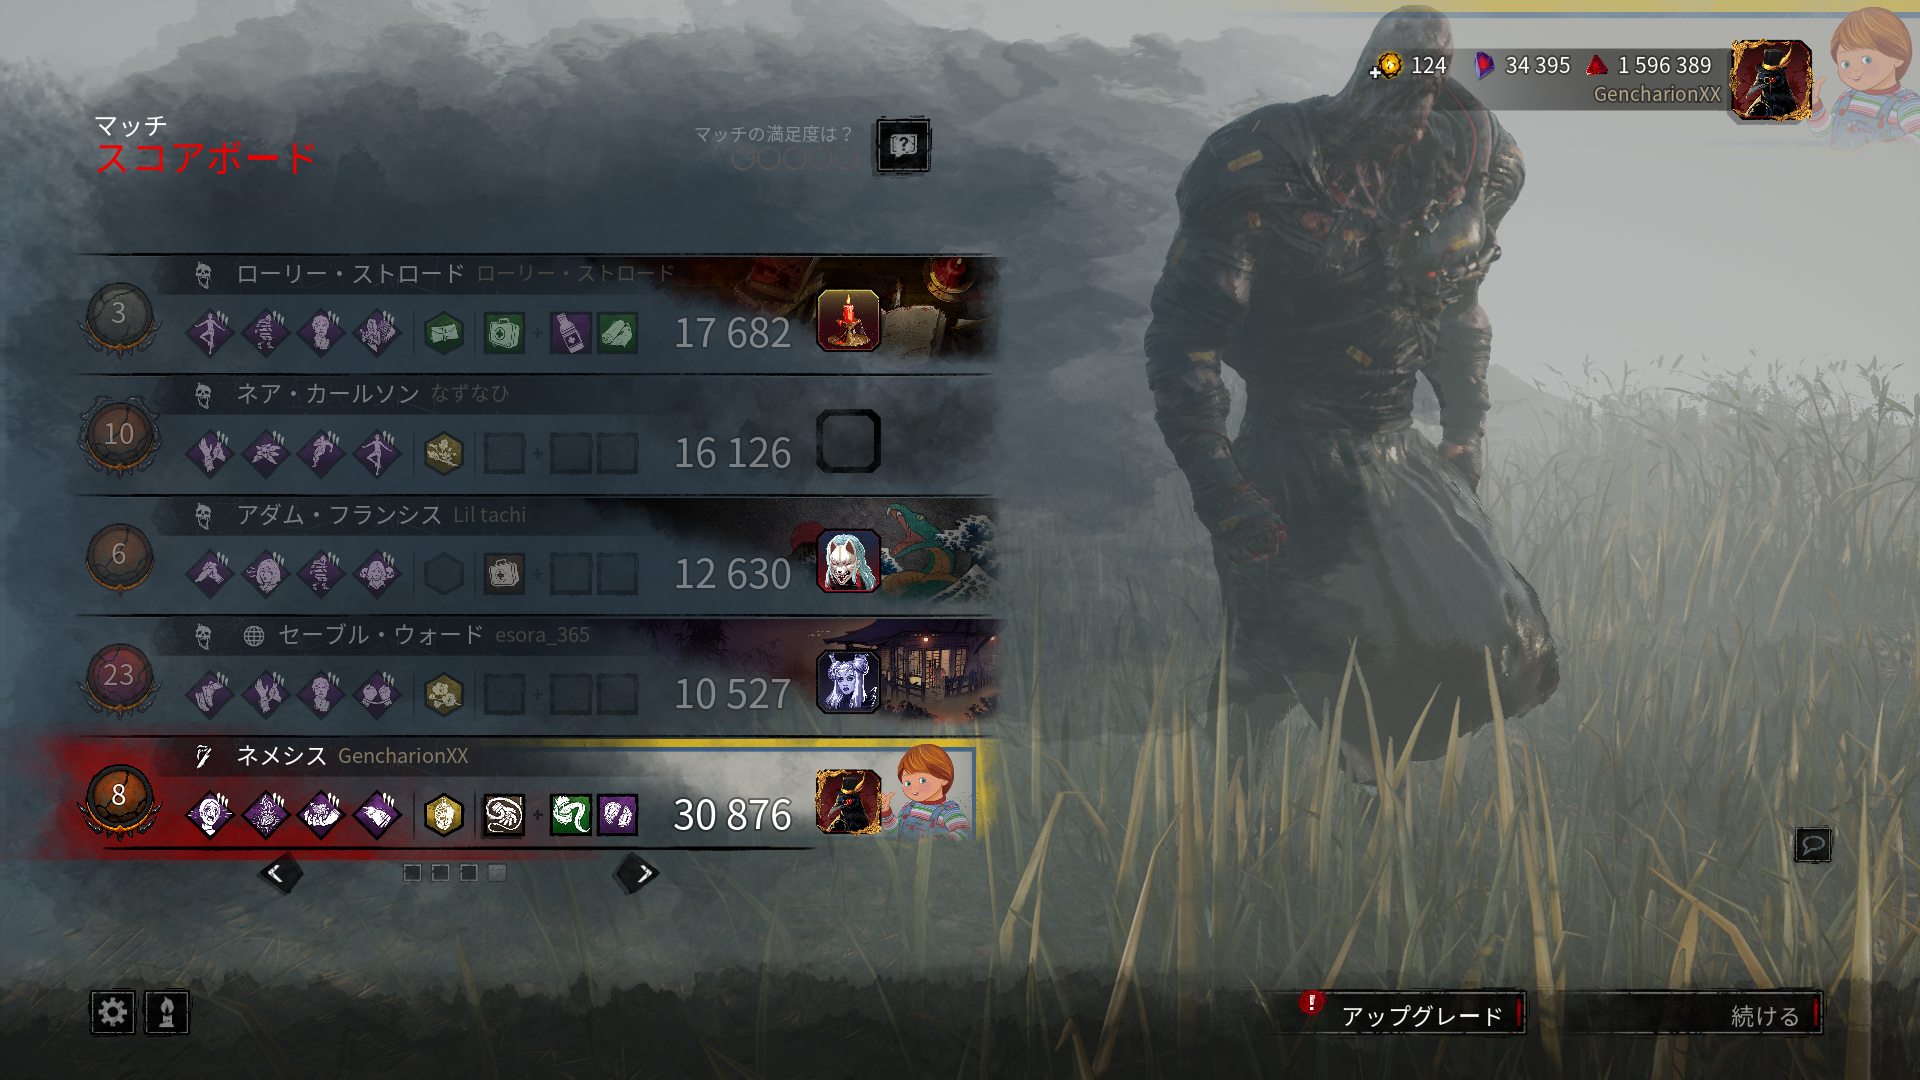 124 34 395 1 596 389
GencharionXX
マッチ
スコアボード
マッチの満足度は？
ローリー・ストロード ローリー・ストロード
3
17 682
ネア・カールソン なずなひ
10
16 126
アダム・フランシス Lil tachi
6
12 630
セーブル・ウォード esora_365
23
10 527
ネメシス GencharionXX
8
30 876
アップグレード
続ける